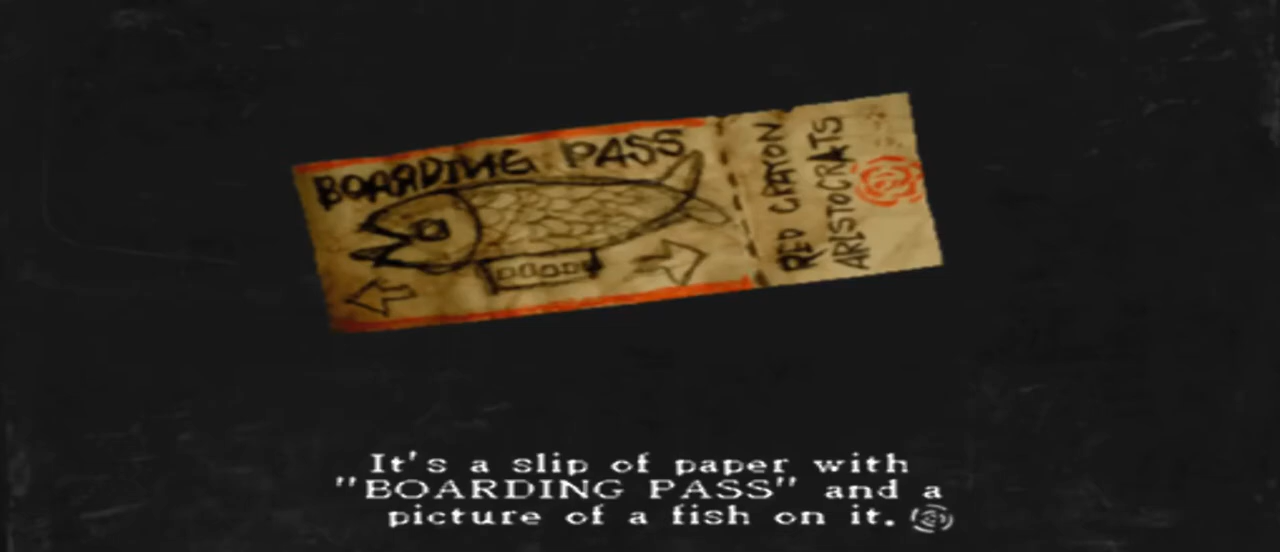 BOARDING PASS
RED CRAYON
ARISTOCRATS
It's a slip of paper with
"BOARDING PASS" and a
picture of a fish on it.